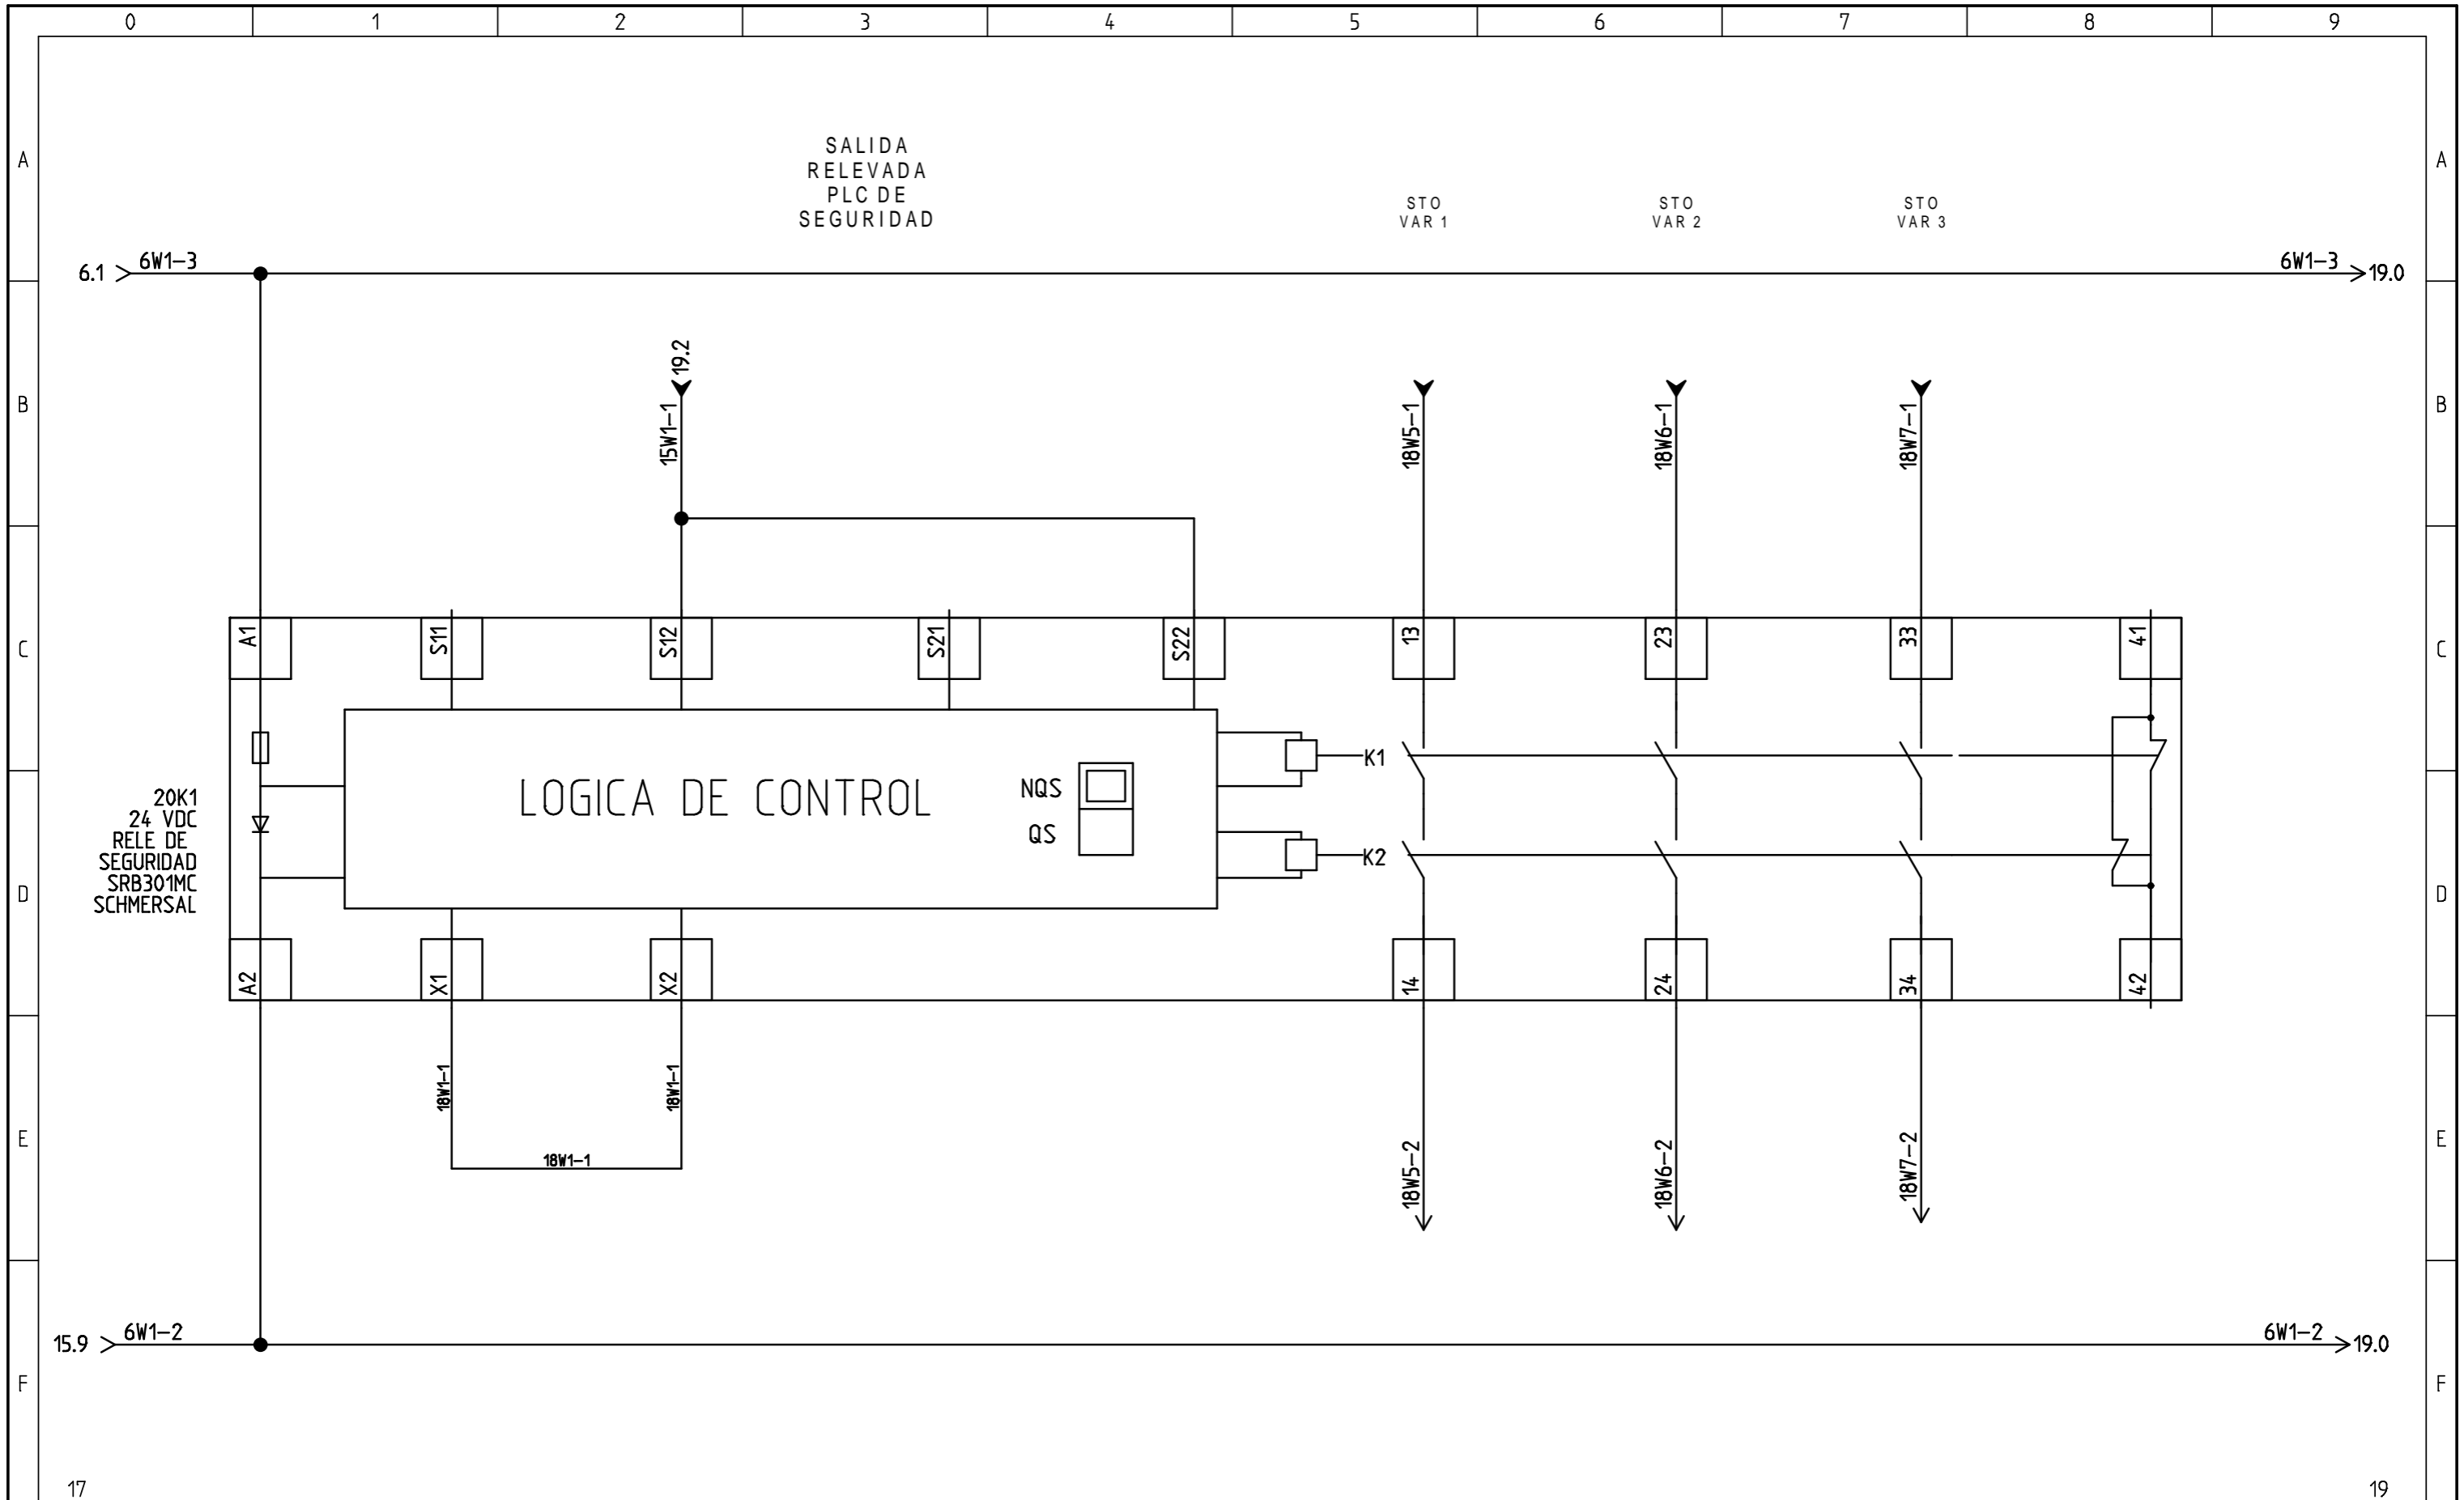 0 1 2 3 4 5 6 7 8 9
SALIDA
RELEVADA
PLC DE
SEGURIDAD
A A
STO
VAR 1
STO
VAR 2
STO
VAR 3
6.1 6W1-3
6W1-3 19.0
19.2
B B
15W1-1
18W5-1
18W6-1
18W7-1
C C
A1 S11 S12 S21 S22 13 23 33 41
K1
LOGICA DE CONTROL
NQS
QS
K2
20K1
24 VDC
RELE DE
SEGURIDAD
SRB301MC
SCHMERSAL
D D
A2 X1 X2 14 24 34 42
18W1-1
18W1-1
18W1-1
E E
18W5-2
18W6-2
18W7-2
15.9 6W1-2
6W1-2 19.0
F F
17 19